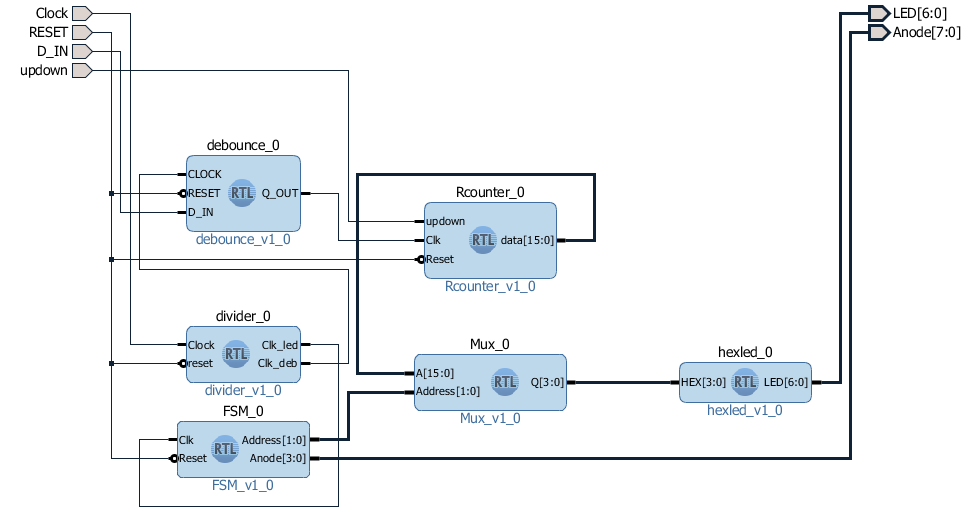 Clock
RESET
D_IN
updown
LED[6:0]
Anode[7:0]
debounce_0
CLOCK
RESET
D_IN
RTL
Q_OUT
debounce_v1_0
Rcounter_0
updown
Clk
Reset
RTL
data[15:0]
Rcounter_v1_0
divider_0
Clock
reset
RTL
Clk_led
Clk_deb
divider_v1_0
Mux_0
A[15:0]
Address[1:0]
RTL
Q[3:0]
Mux_v1_0
hexled_0
HEX[3:0]
RTL
LED[6:0]
hexled_v1_0
FSM_0
Clk
Reset
RTL
Address[1:0]
Anode[3:0]
FSM_v1_0